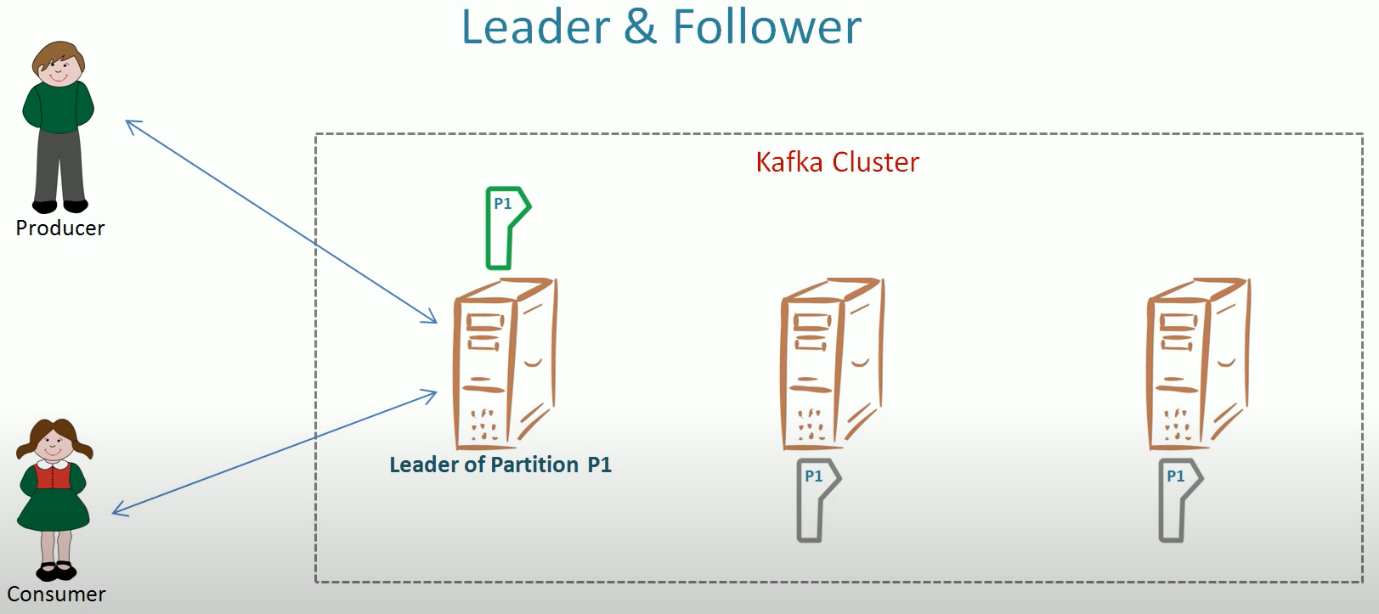 Leader & Follower
Producer
Kafka Cluster
P1
Leader of Partition P1
P1
P1
Consumer